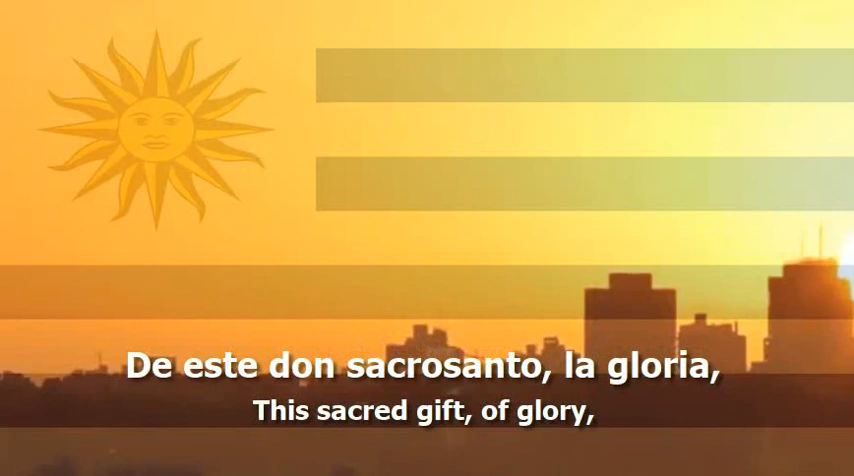 De este don sacrosanto, la gloria,
This sacred gift, of glory,